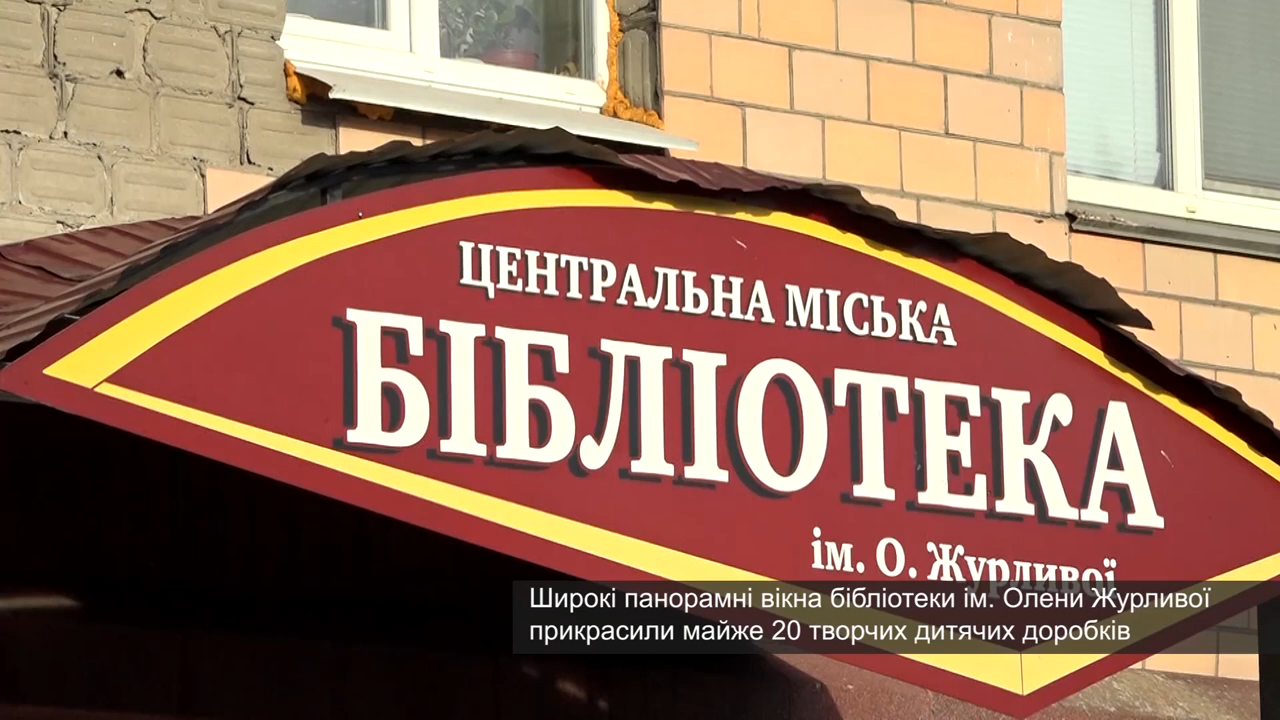 ЦЕНТРАЛЬНА МІСЬКА
БІБЛІОТЕКА
ім. О. Журливої
Широкі панорамні вікна бібліотеки ім. Олени Журливої
прикрасили майже 20 творчих дитячих доробків